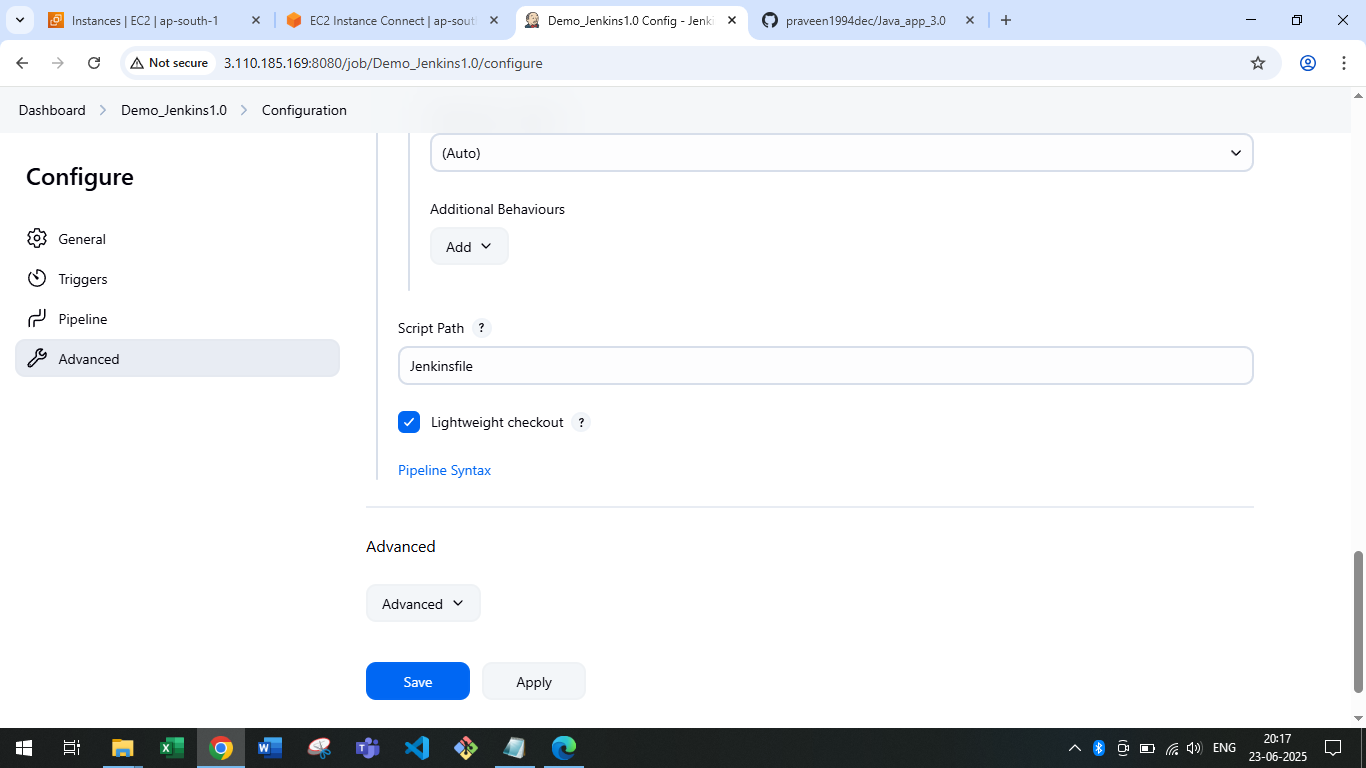 Instances | EC2 | ap-south-1
EC2 Instance Connect | ap-sout
Demo_Jenkins1.0 Config - Jenki
praveen1994dec/Java_app_3.0
Not secure
3.110.185.169:8080/job/Demo_Jenkins1.0/configure
Dashboard
Demo_Jenkins1.0
Configuration
Configure
General
Triggers
Pipeline
Advanced
(Auto)
Additional Behaviours
Add
Script Path ?
Jenkinsfile
Lightweight checkout ?
Pipeline Syntax
Advanced
Advanced
Save
Apply
ENG
20:17
23-06-2025